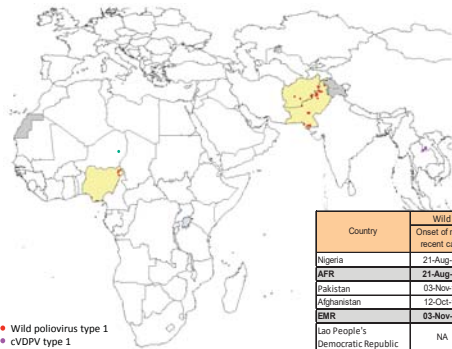 Wild
Country
Onset of
recent
Nigeria
21-Aug-
AFR
21-Aug-
Pakistan
03-Nov-
Afghanistan
12-Oct-
EMR
03-Nov-
Lao People's
Democratic Republic
NA
Wild poliovirus type 1
cVDPV type 1